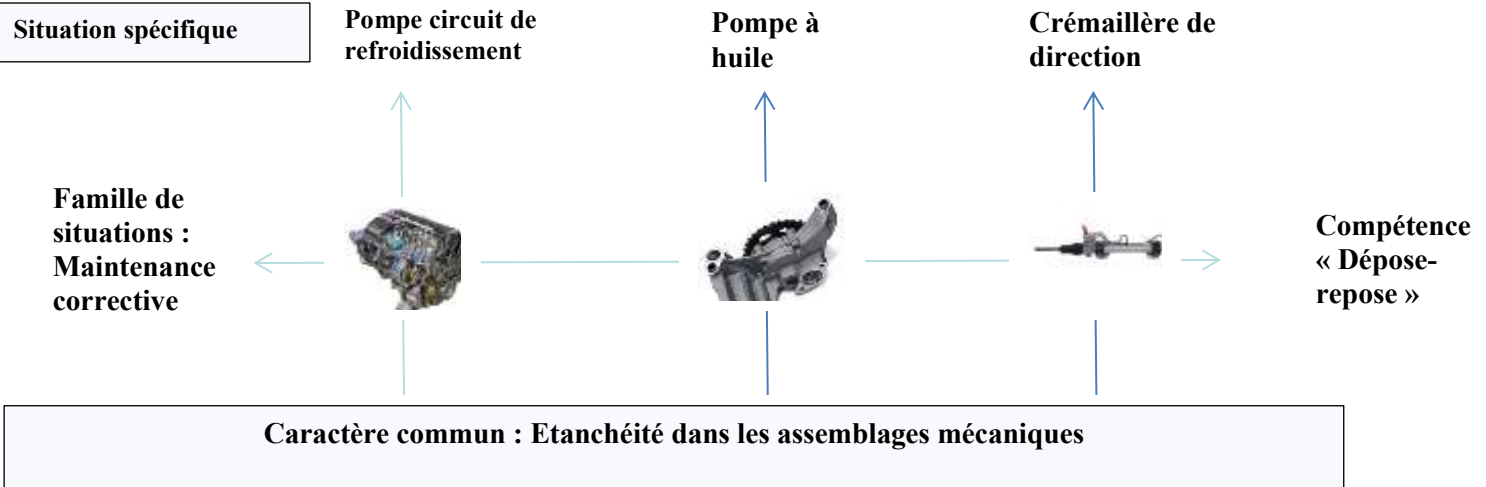 Situation spécifique
Pompe circuit de
refroidissement
Pompe à
huile
Crémaillère de
direction
Famille de
situations :
Maintenance
corrective
Compétence
« Dépose-
repose »
Caractère commun : Etanchéité dans les assemblages mécaniques